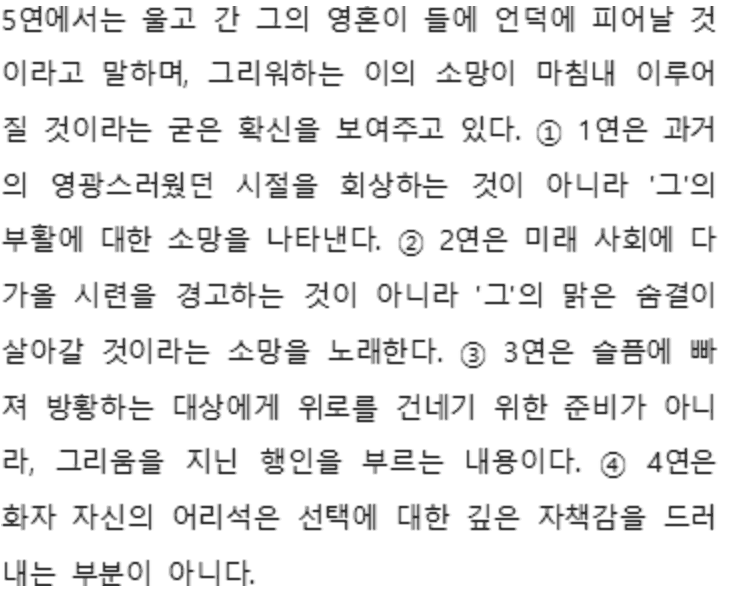 5연에서는 울고 간 그의 영혼이 들에 언덕에 피어날 것
이라고 말하며, 그리워하는 이의 소망이 마침내 이루어
질 것이라는 굳은 확신을 보여주고 있다. ① 1연은 과거
의 영광스러웠던 시절을 회상하는 것이 아니라 '그'의
부활에 대한 소망을 나타낸다. ② 2연은 미래 사회에 다
가올 시련을 경고하는 것이 아니라 '그'의 맑은 숨결이
살아갈 것이라는 소망을 노래한다. ③ 3연은 슬픔에 빠
져 방황하는 대상에게 위로를 건네기 위한 준비가 아니
라, 그리움을 지닌 행인을 부르는 내용이다. ④ 4연은
화자 자신의 어리석은 선택에 대한 깊은 자책감을 드러
내는 부분이 아니다.